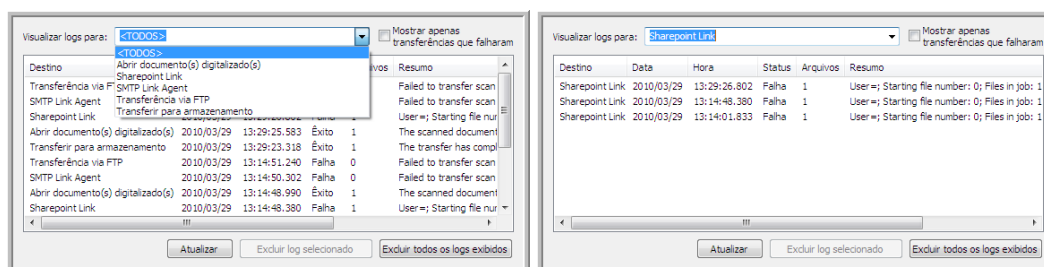 Visualizar logs para: <TODOS> Mostrar apenas transferências que falharam
<TODOS>
Abrir documento(s) digitalizado(s)
Sharepoint Link
SMTP Link Agent
Transferência via FTP
Transferir para armazenamento
Destino Resumo
Transferência via Failed to transfer scan
SMTP Link Agent Failed to transfer scan
Sharepoint Link 2010/03/29 13:29:26.802 Falha 1 User=; Starting file nur
Abrir documento(s) digitalizado(s) 2010/03/29 13:29:25.583 Êxito 1 The scanned document
Transferir para armazenamento 2010/03/29 13:29:23.318 Êxito 1 The transfer has compl
Transferência via FTP 2010/03/29 13:14:51.240 Falha 0 Failed to transfer scan
SMTP Link Agent 2010/03/29 13:14:50.302 Falha 0 Failed to transfer scan
Abrir documento(s) digitalizado(s) 2010/03/29 13:14:48.990 Êxito 1 The scanned document
Sharepoint Link 2010/03/29 13:14:48.380 Falha 1 User=; Starting file nur
Atualizar Excluir log selecionado Excluir todos os logs exibidos
Visualizar logs para: Sharepoint Link Mostrar apenas transferências que falharam
Destino Data Hora Status Arquivos Resumo
Sharepoint Link 2010/03/29 13:29:26.802 Falha 1 User=; Starting file number: 0; Files in job: 1
Sharepoint Link 2010/03/29 13:14:48.380 Falha 1 User=; Starting file number: 0; Files in job: 1
Sharepoint Link 2010/03/29 13:14:01.833 Falha 1 User=; Starting file number: 0; Files in job: 1
Atualizar Excluir log selecionado Excluir todos os logs exibidos